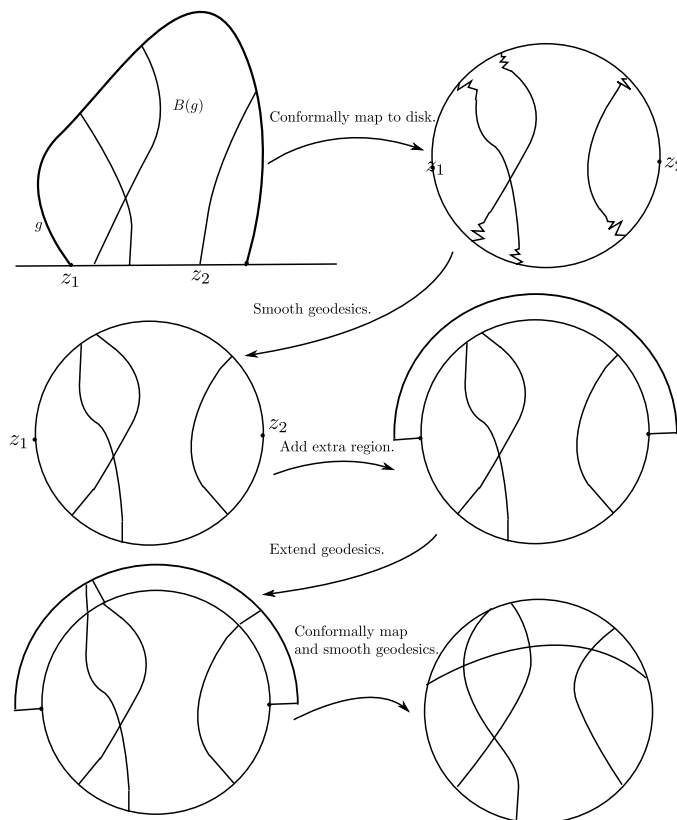 B(g)
Conformally map to disk.
g
z₁
z₂
z₁
z₂
Smooth geodesics.
z₁
z₂
Add extra region.
Extend geodesics.
Conformally map
and smooth geodesics.